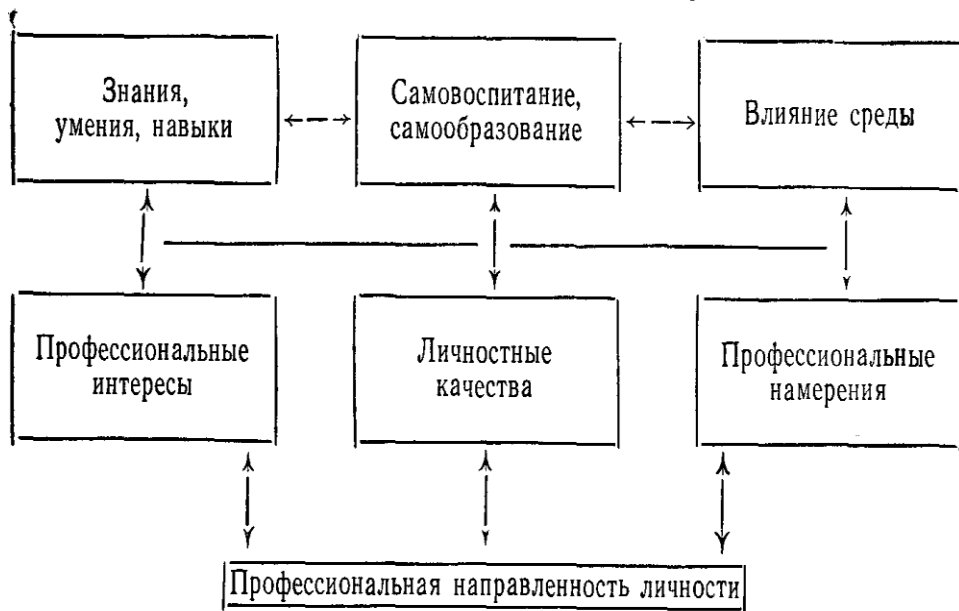 Знания,
умения, навыки
Самовоспитание,
самообразование
Влияние среды
Профессиональные
интересы
Личностные
качества
Профессиональные
намерения
Профессиональная направленность личности